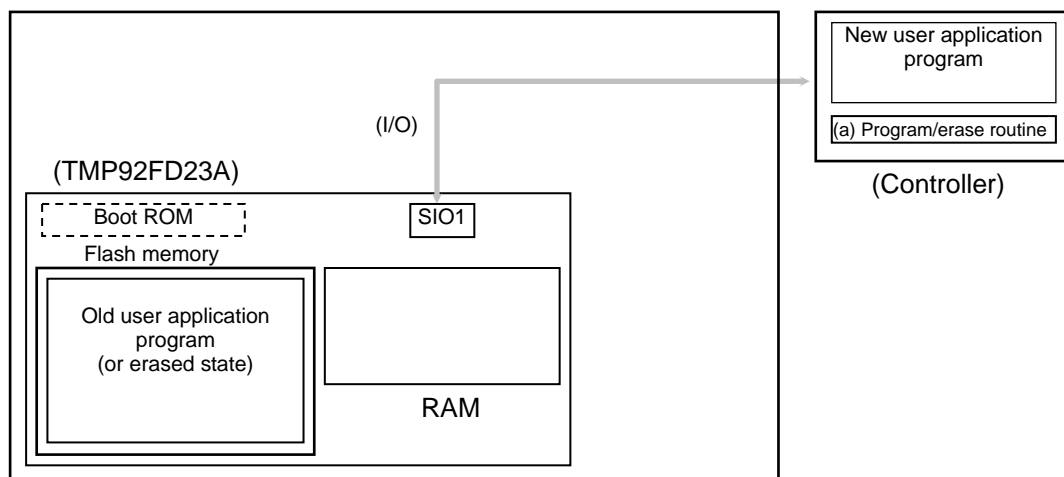 New user application
program
(I/O)
(a) Program/erase routine
(TMP92FD23A)
(Controller)
Boot ROM
SIO1
Flash memory
Old user application
program
(or erased state)
RAM